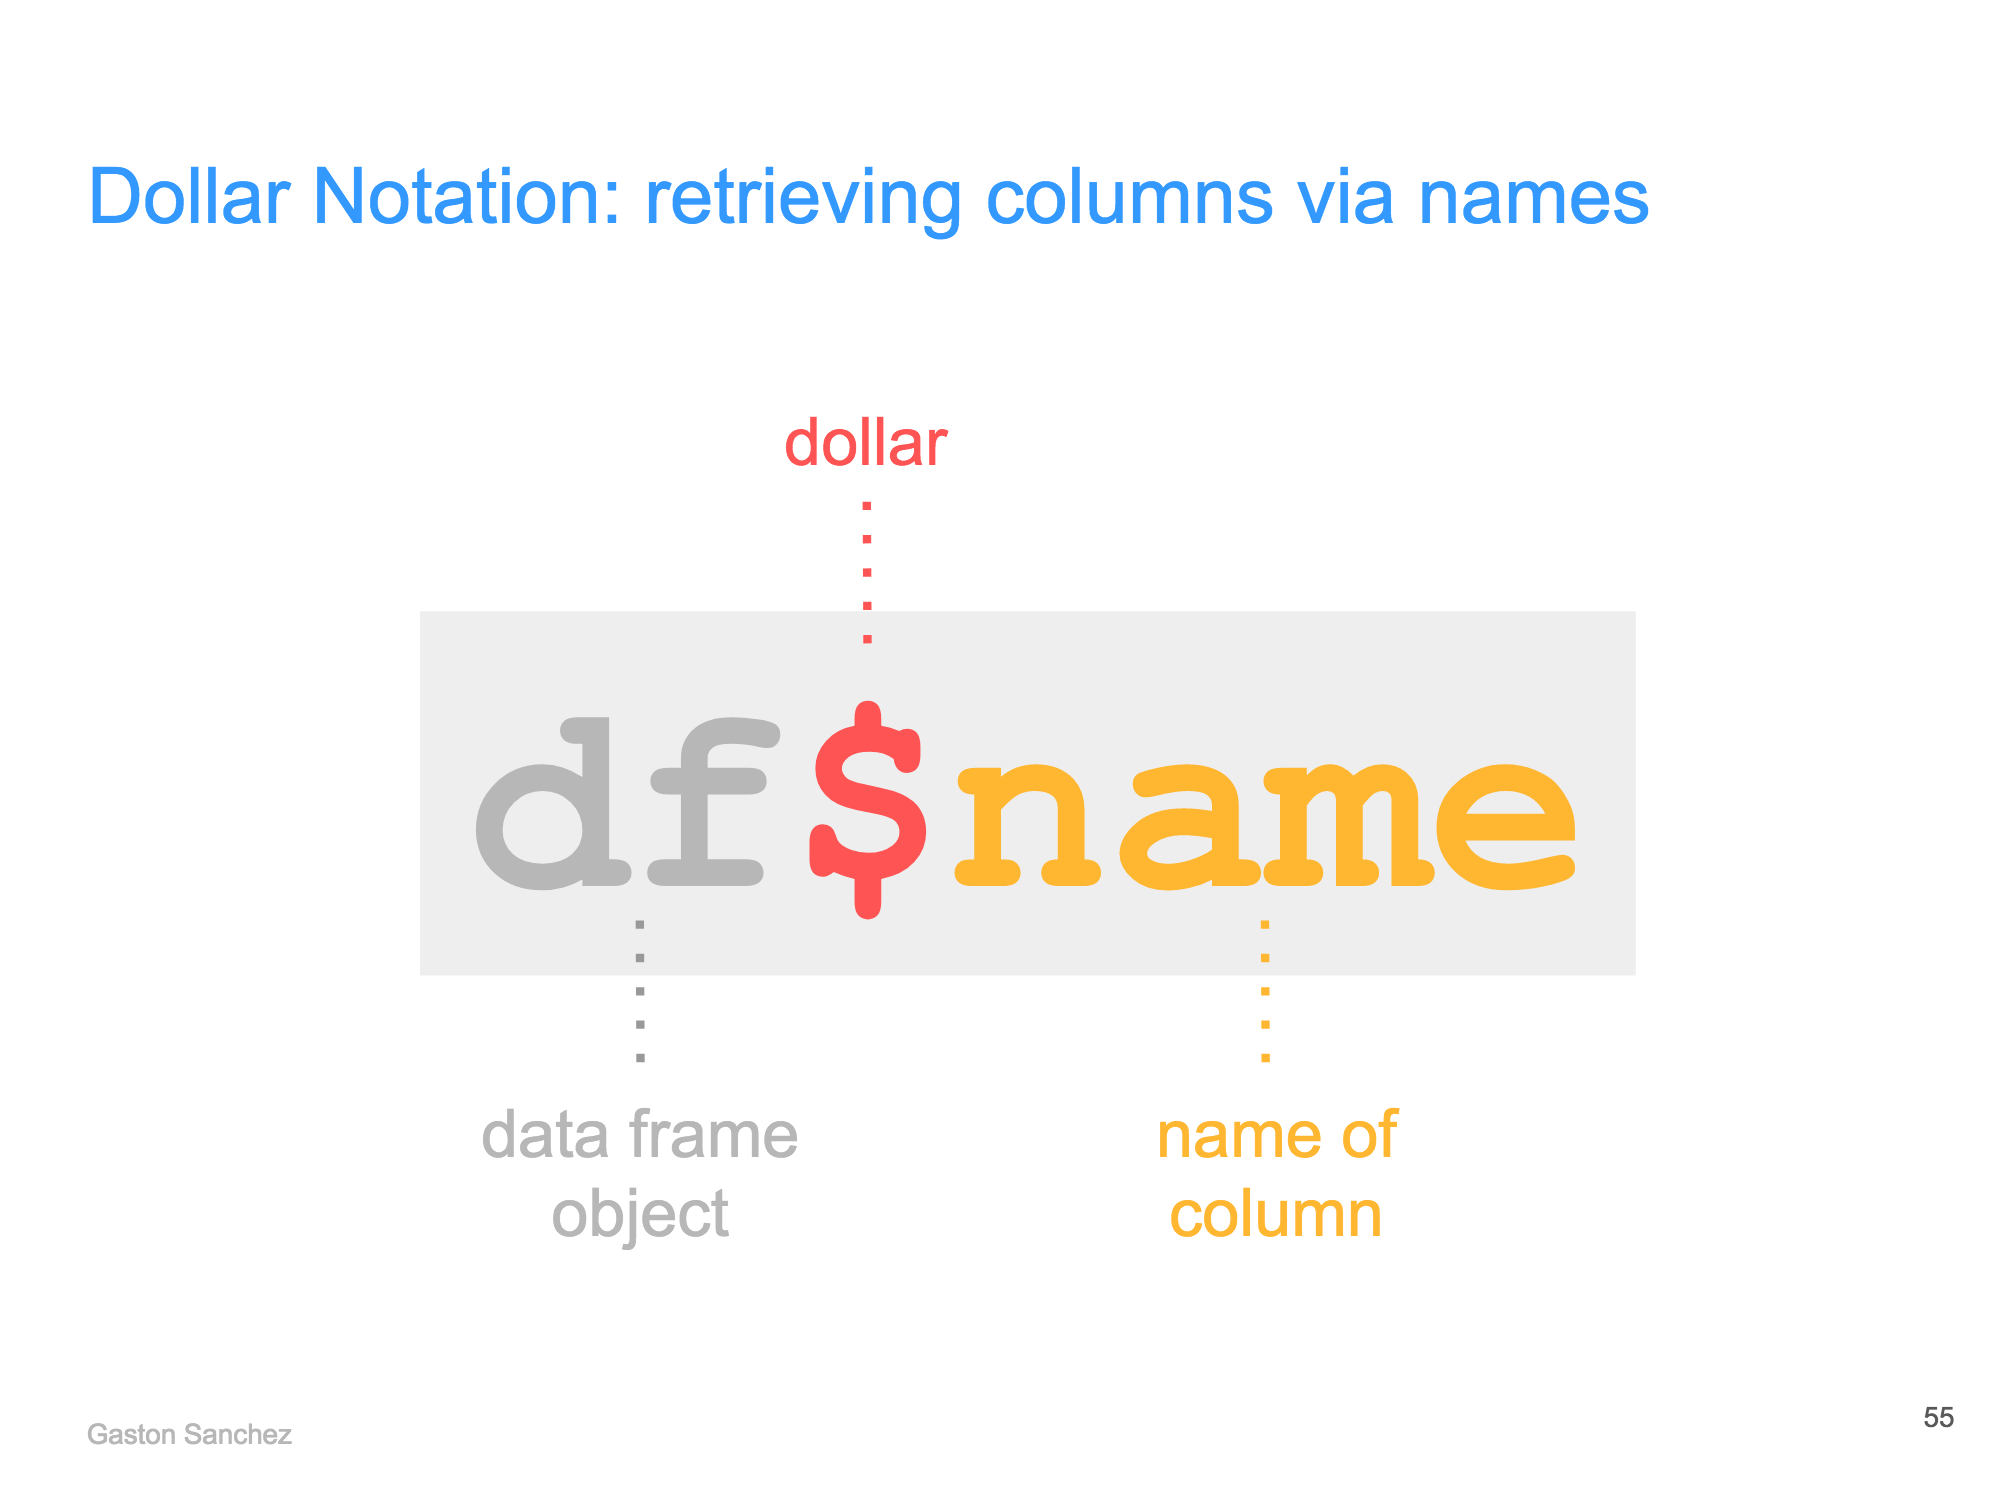 Dollar Notation: retrieving columns via names
dollar
df$name
data frame
object
name of
column
Gaston Sanchez
55